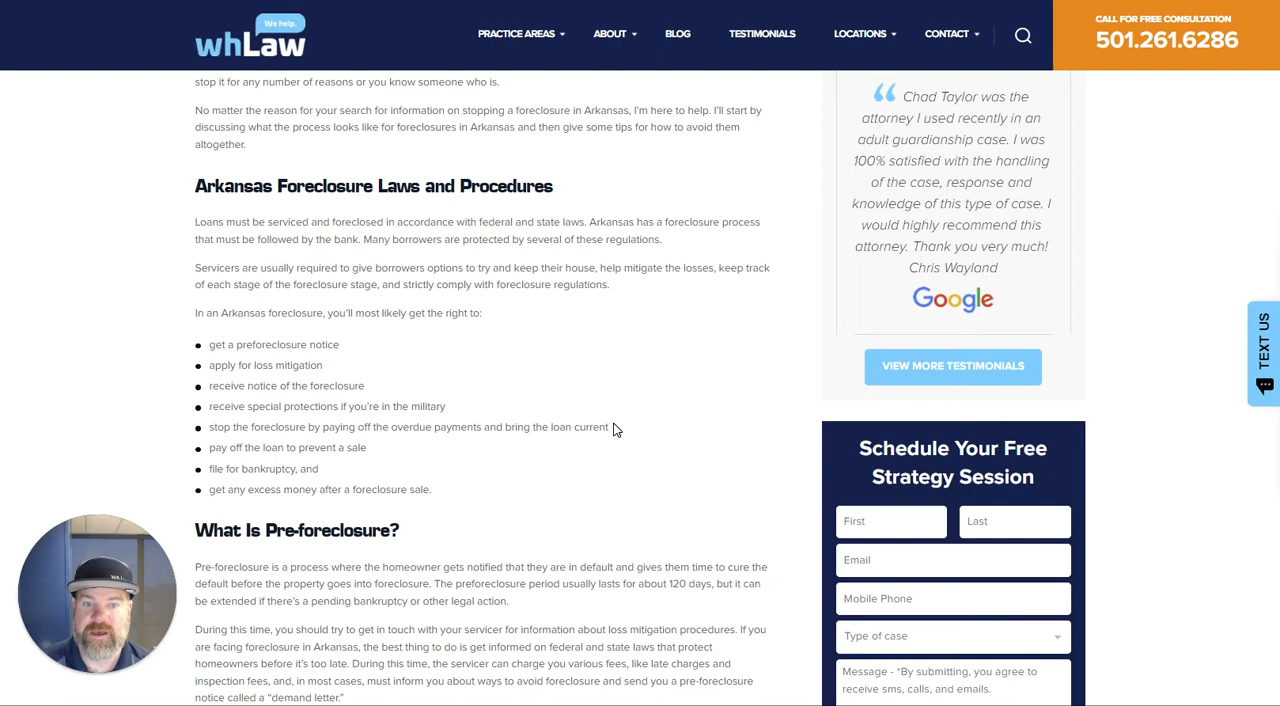 We help.
whLaw
PRACTICE AREAS
ABOUT
BLOG
TESTIMONIALS
LOCATIONS
CONTACT
CALL FOR FREE CONSULTATION
501.261.6286
stop it for any number of reasons or you know someone who is.
No matter the reason for your search for information on stopping a foreclosure in Arkansas, I'm here to help. I'll start by
discussing what the process looks like for foreclosures in Arkansas and then give some tips for how to avoid them
altogether.
Arkansas Foreclosure Laws and Procedures
Loans must be serviced and foreclosed in accordance with federal and state laws. Arkansas has a foreclosure process
that must be followed by the bank. Many borrowers are protected by several of these regulations.
Servicers are usually required to give borrowers options to try and keep their house, help mitigate the losses, keep track
of each stage of the foreclosure stage, and strictly comply with foreclosure regulations.
In an Arkansas foreclosure, you'll most likely get the right to:
get a preforeclosure notice
apply for loss mitigation
receive notice of the foreclosure
receive special protections if you're in the military
stop the foreclosure by paying off the overdue payments and bring the loan current
pay off the loan to prevent a sale
file for bankruptcy, and
get any excess money after a foreclosure sale.
What Is Pre-foreclosure?
Pre-foreclosure is a process where the homeowner gets notified that they are in default and gives them time to cure the
default before the property goes into foreclosure. The preforeclosure period usually lasts for about 120 days, but it can
be extended if there's a pending bankruptcy or other legal action.
During this time, you should try to get in touch with your servicer for information about loss mitigation procedures. If you
are facing foreclosure in Arkansas, the best thing to do is get informed on federal and state laws that protect
homeowners before it's too late. During this time, the servicer can charge you various fees, like late charges and
inspection fees, and, in most cases, must inform you about ways to avoid foreclosure and send you a pre-foreclosure
notice called a “demand letter.”
“ Chad Taylor was the
attorney I used recently in an
adult guardianship case. I was
100% satisfied with the handling
of the case, response and
knowledge of this type of case. I
would highly recommend this
attorney. Thank you very much!
Chris Wayland
Google
VIEW MORE TESTIMONIALS
Schedule Your Free
Strategy Session
First
Last
Email
Mobile Phone
Type of case
Message - *By submitting, you agree to
receive sms, calls, and emails.
TEXT US